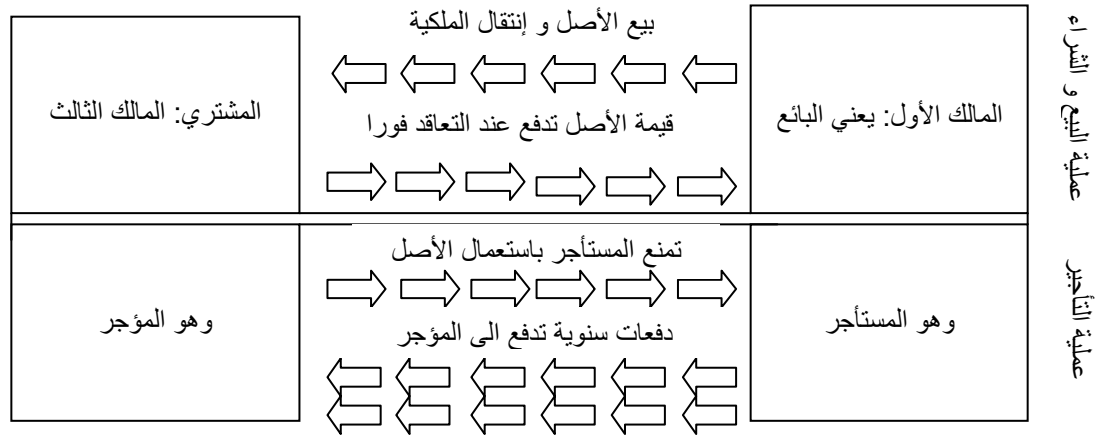 عملية البيع و الشراء
بيع الأصل و إنتقال الملكية
المالك الأول: يعني البائع
المشتري: المالك الثالث
قيمة الأصل تدفع عند التعاقد فورا
عملية التأجير
تمنع المستأجر باستعمال الأصل
وهو المستأجر
وهو المؤجر
دفعات سنوية تدفع الى المؤجر